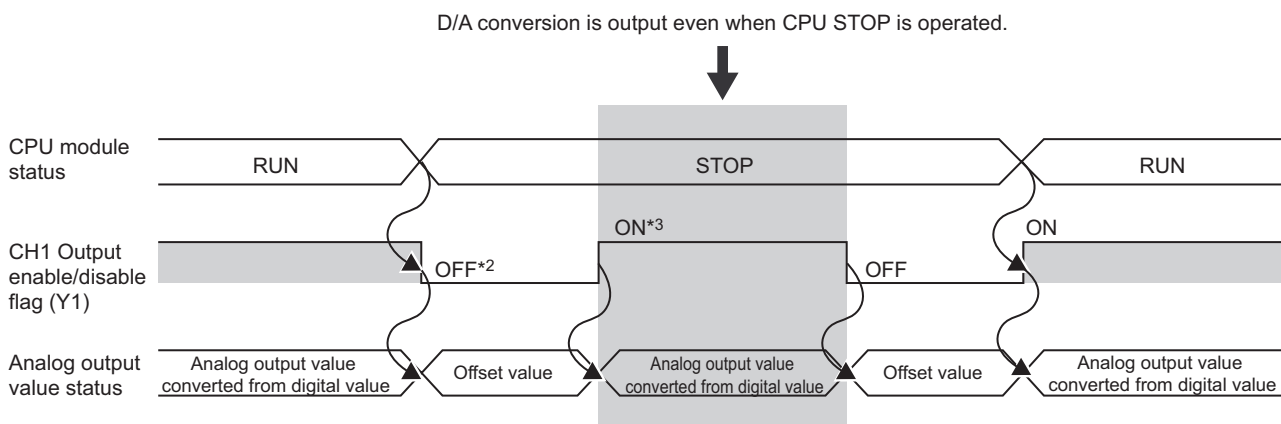 D/A conversion is output even when CPU STOP is operated.
CPU module
status
RUN
STOP
RUN
CH1 Output
enable/disable
flag (Y1)
OFF*2
ON*3
OFF
ON
Analog output
value status
Analog output value
converted from digital value
Offset value
Analog output value
converted from digital value
Offset value
Analog output value
converted from digital value